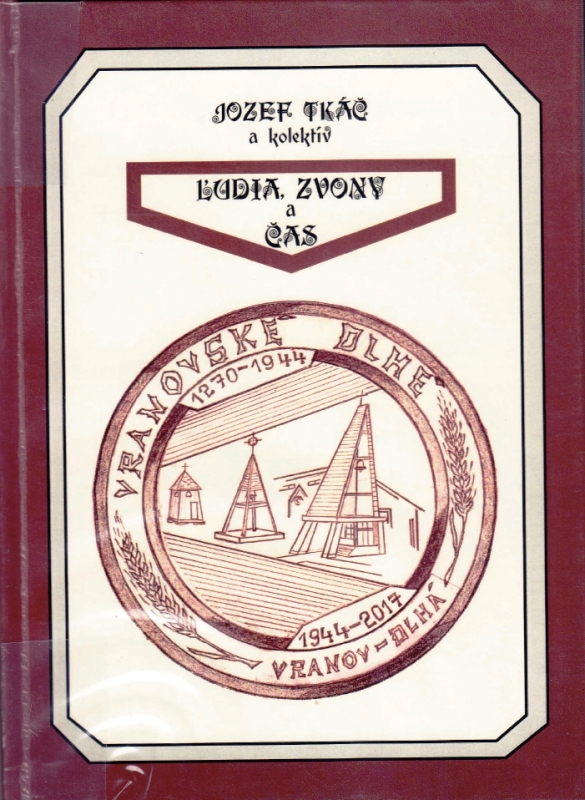 JOZEF TKÁČ
a kolektív
ĽUDIA, ZVONY
a
ČAS
VRANOVSKÉ DLHÉ
1270-1944
1944-2017
VRANOV-DLHÁ